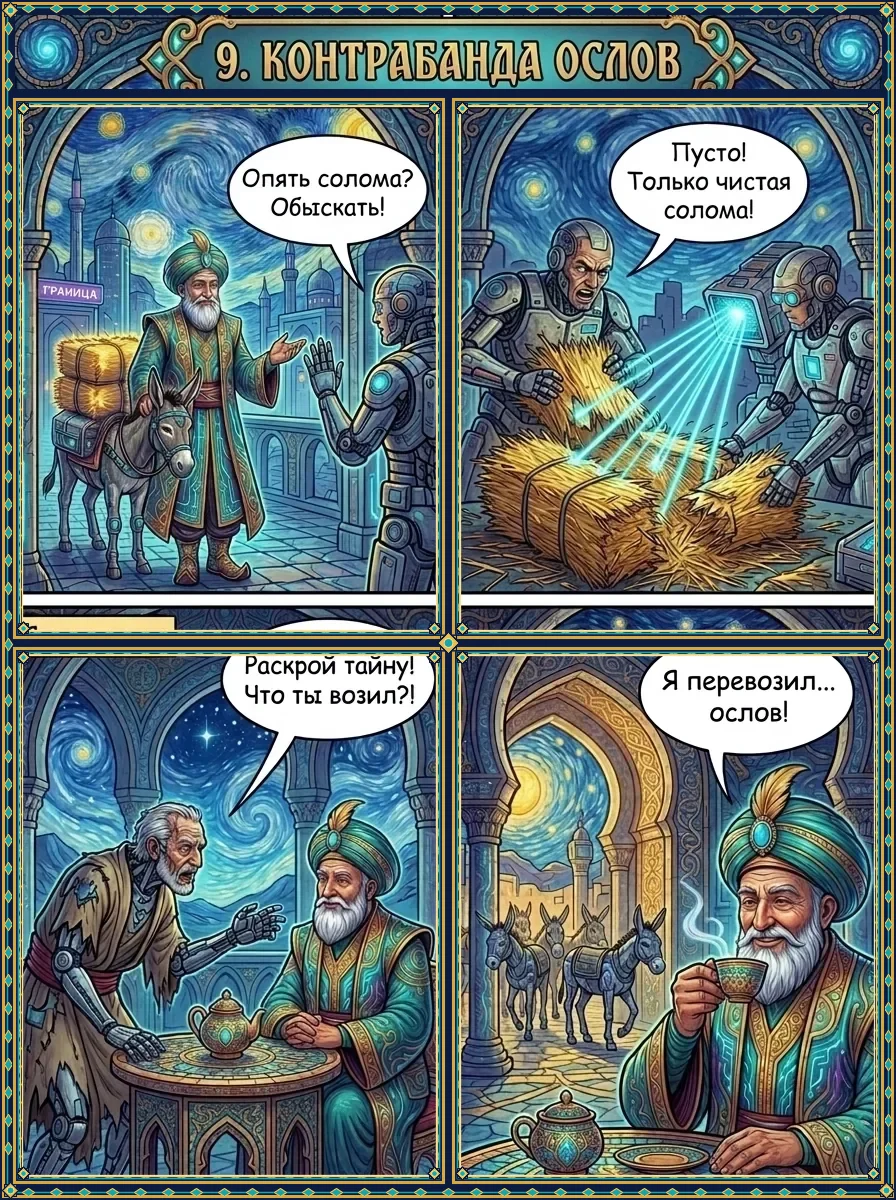 9. КОНТРАБАНДА ОСЛОВ
Опять солома?
Обыскать!
ГРАНИЦА
Пусто!
Только чистая
солома!
Раскрой тайну!
Что ты возил?!
Я перевозил...
ослов!